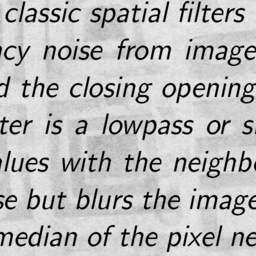 classic spatial filters
ncy noise from image
d the closing opening
ter is a lowpass or s
alues with the neighbo
se but blurs the image
median of the pixel ne